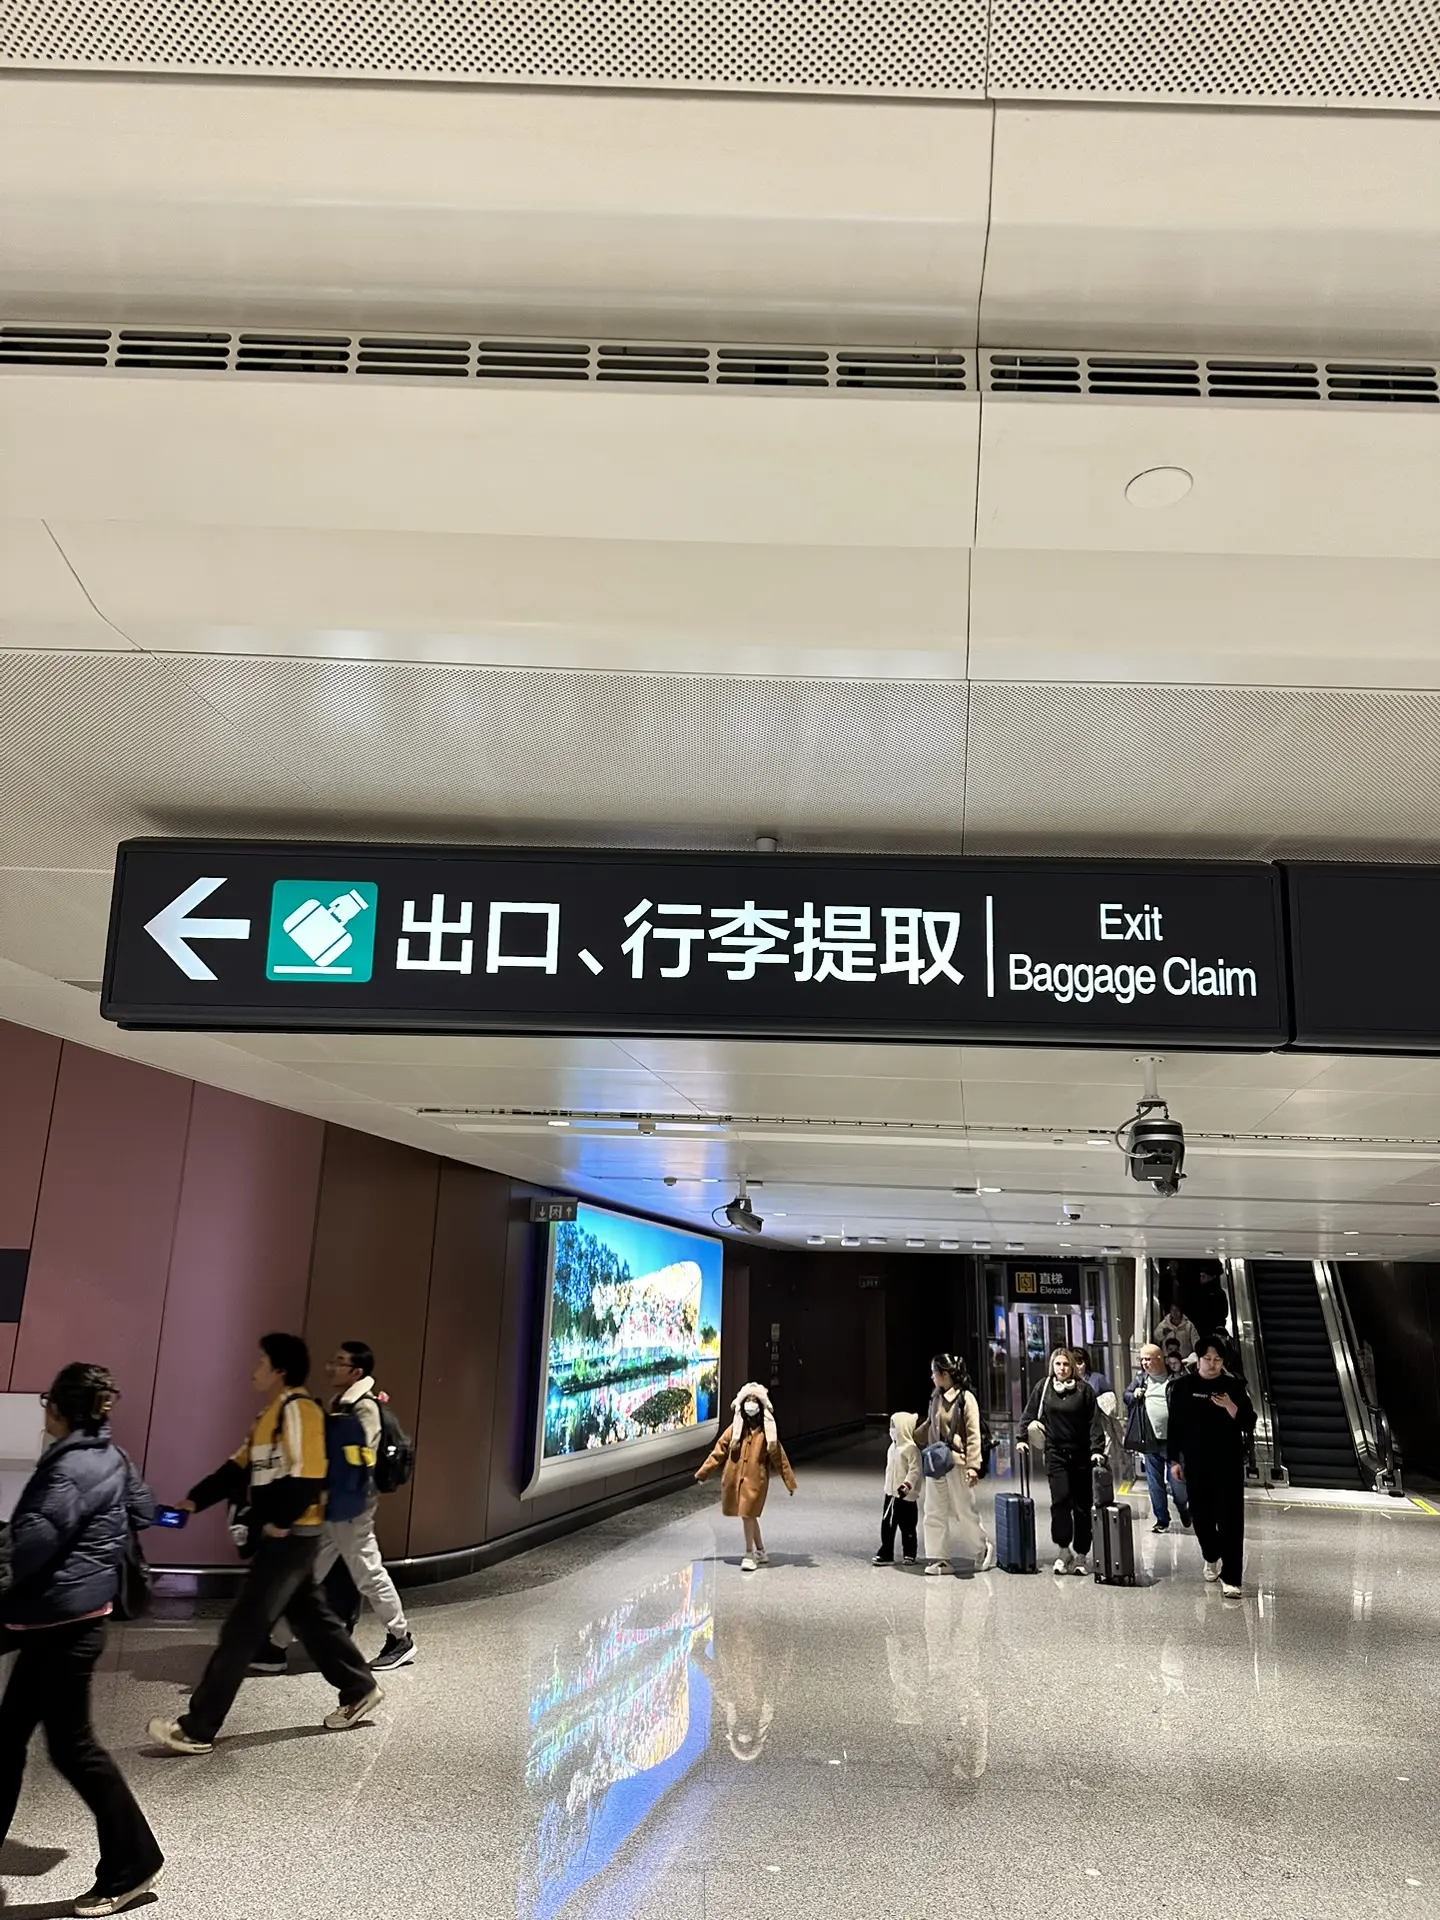 出口、行李提取
Exit
Baggage Claim
直梯
Elevator